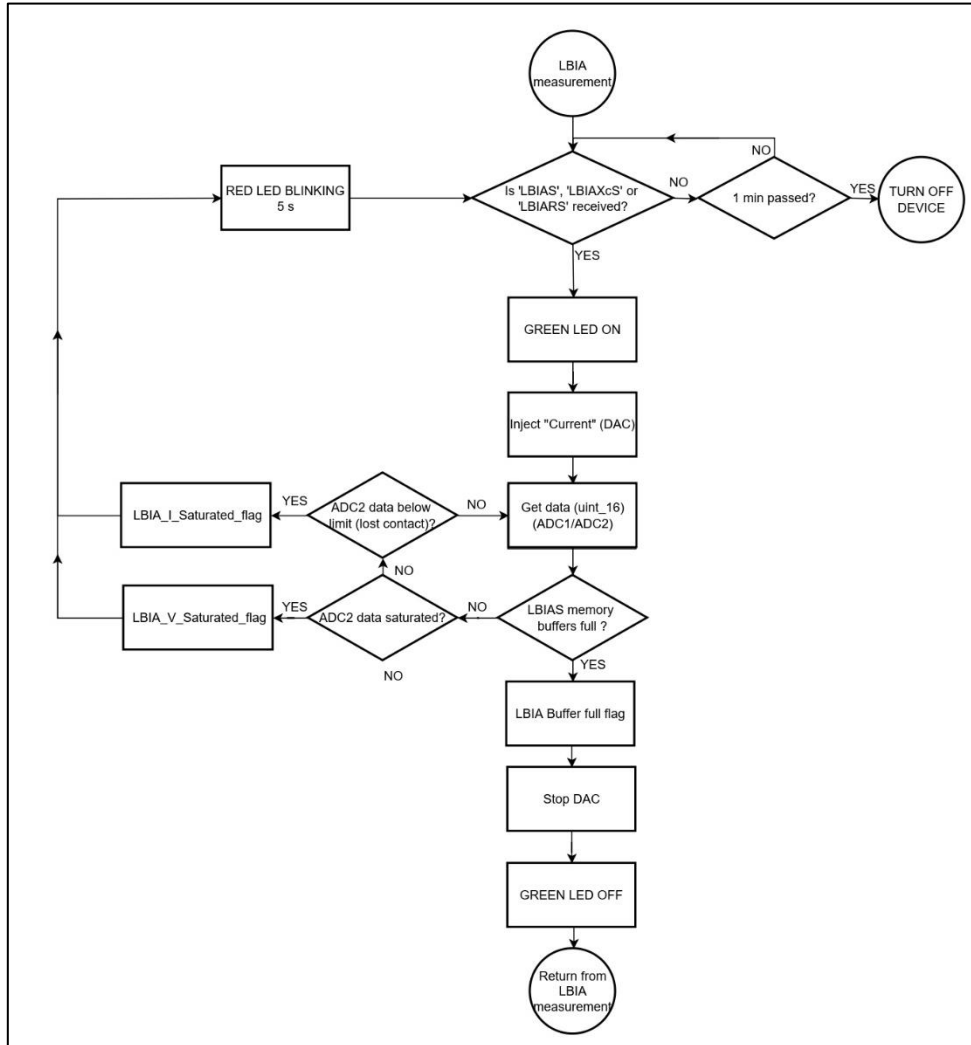 LBIA
measurement
NO
RED LED BLINKING
5 s
Is 'LBIAS', 'LBIAXcS' or
'LBIARS' received?
NO
1 min passed?
YES
TURN OFF
DEVICE
YES
GREEN LED ON
Inject "Current" (DAC)
LBIA_I_Saturated_flag
YES
ADC2 data below
limit (lost contact)?
NO
Get data (uint_16)
(ADC1/ADC2)
NO
LBIA_V_Saturated_flag
YES
ADC2 data saturated?
NO
LBIAS memory
buffers full ?
NO
YES
LBIA Buffer full flag
Stop DAC
GREEN LED OFF
Return from
LBIA
measurement